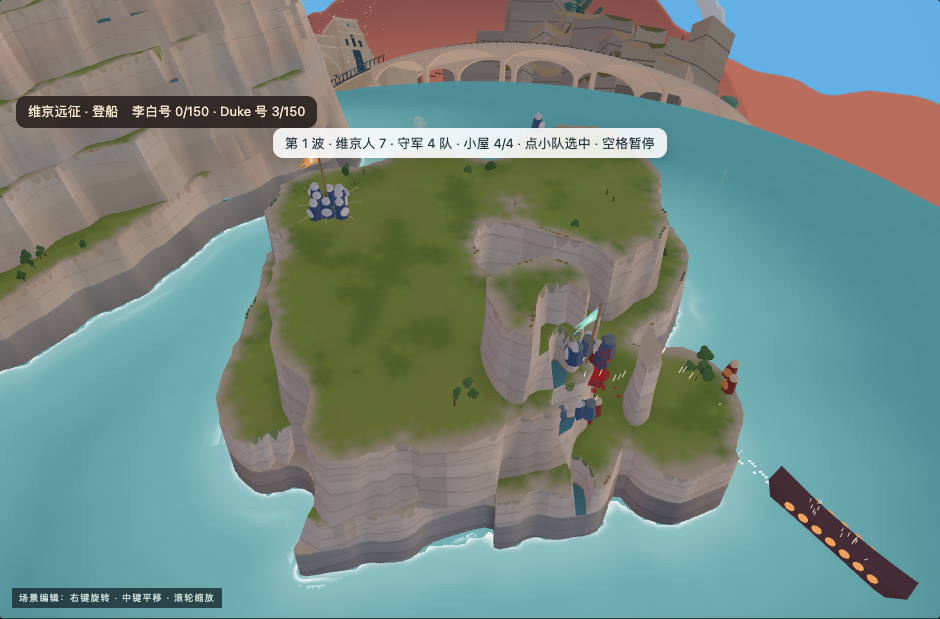 维京远征 · 登船 李白号 0/150 · Duke 号 3/150
第 1 波 · 维京人 7 · 守军 4 队 · 小屋 4/4 · 点小队选中 · 空格暂停
场景编辑：右键旋转 · 中键平移 · 滚轮缩放